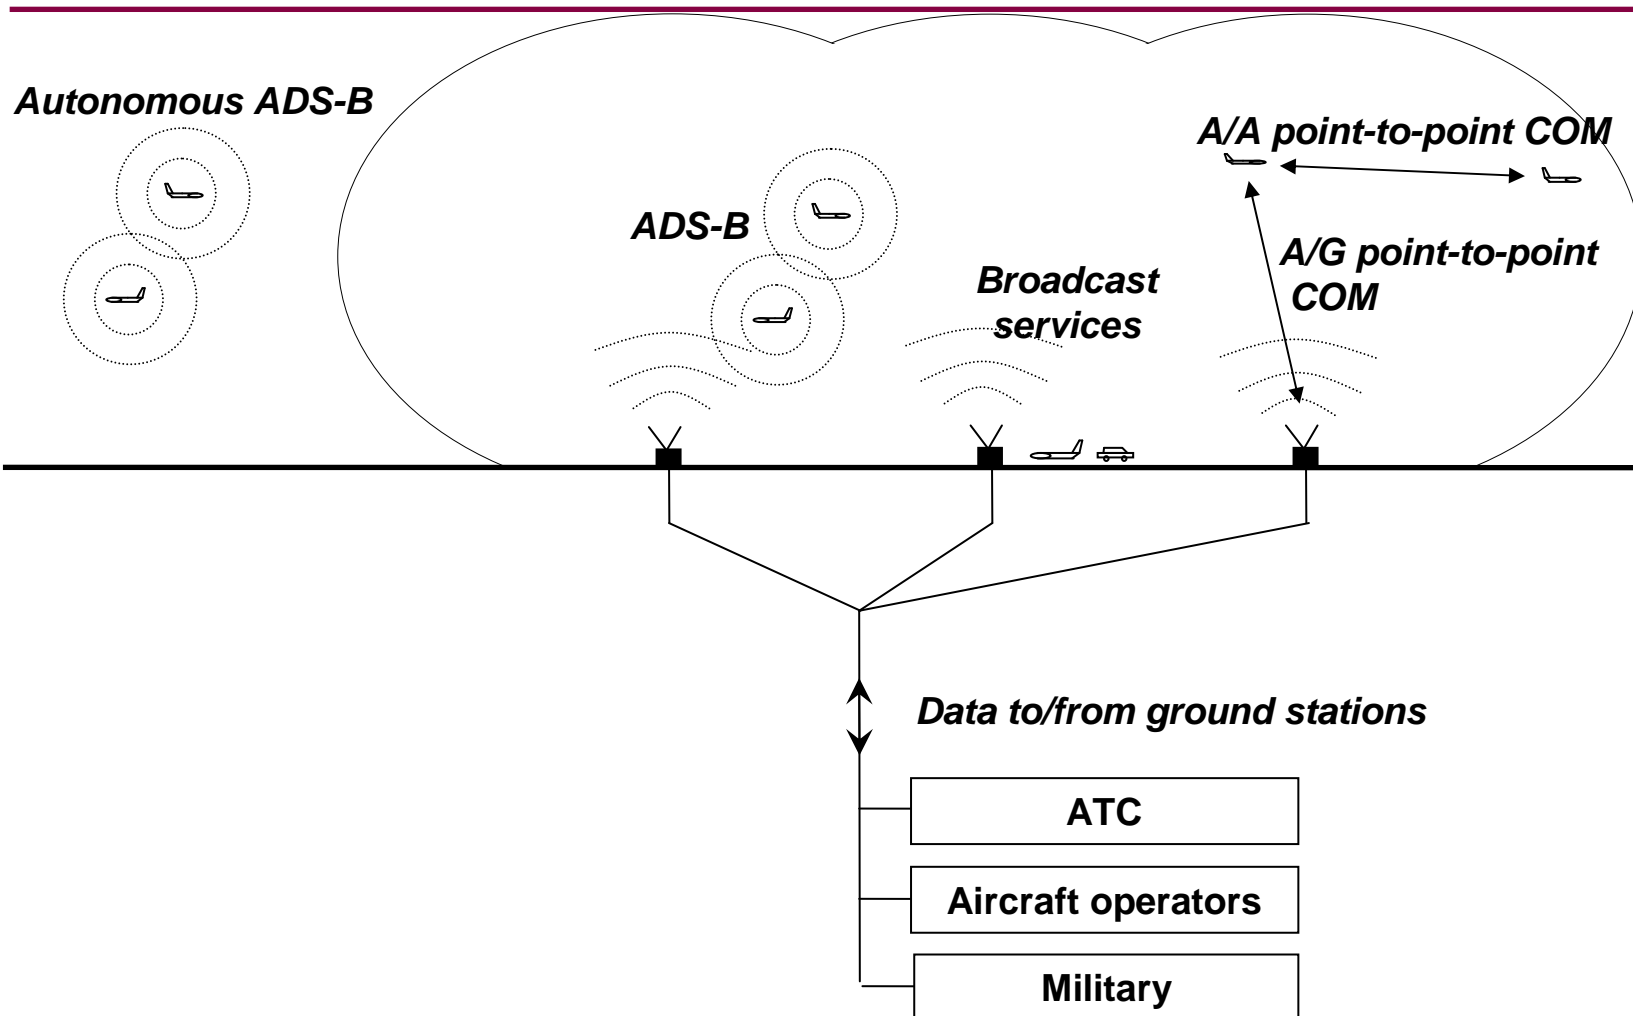 Autonomous ADS-B
A/A point-to-point COM
ADS-B
A/G point-to-point
COM
Broadcast
services
Data to/from ground stations
ATC
Aircraft operators
Military